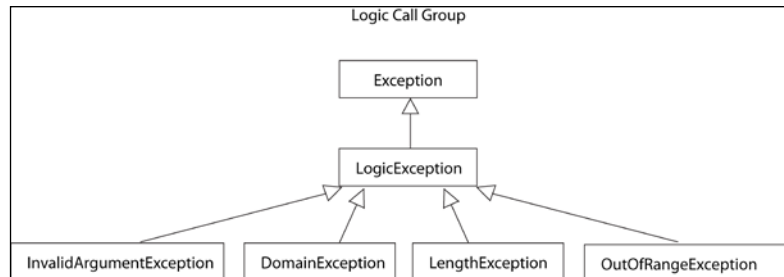 Logic Call Group
Exception
LogicException
InvalidArgumentException
DomainException
LengthException
OutOfRangeException